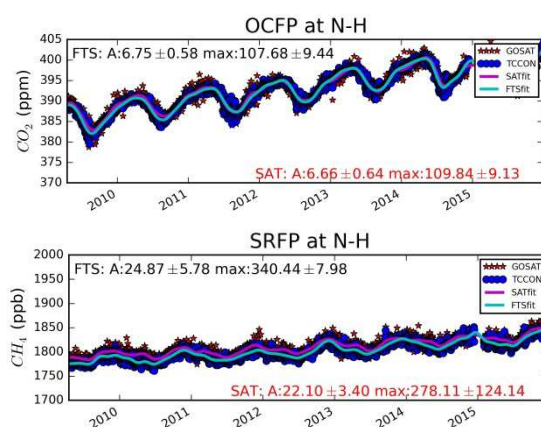 OCFP at N-H
FTS: A:6.75±0.58 max:107.68±9.44
GOSAT
TCCON
SATfit
FTSfit
405
400
395
390
385
380
375
370
CO₂ (ppm)
SAT: A:6.66±0.64 max:109.84±9.13
2010
2011
2012
2013
2014
2015
SRFP at N-H
FTS: A:24.87±5.78 max:340.44±7.98
GOSAT
TCCON
SATfit
FTSfit
2000
1950
1900
1850
1800
1750
1700
CH₄ (ppb)
SAT: A:22.10±3.40 max:278.11±124.14
2010
2011
2012
2013
2014
2015